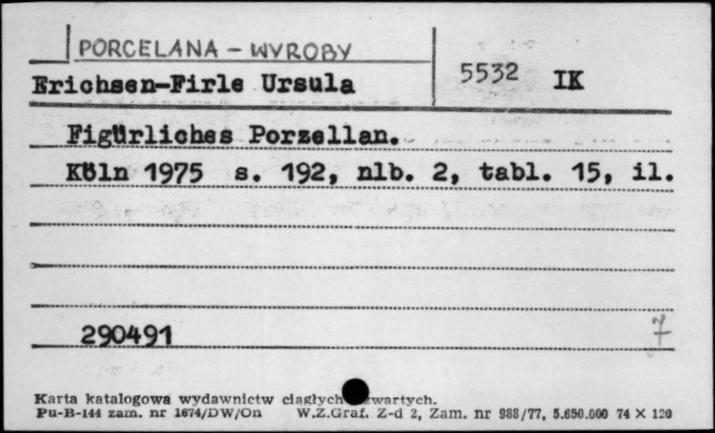 PORCELANA - WYROBY
Erichsen-Firle Ursula 5532 IK
Figürliches Porzellan.
Köln 1975 s. 192, nlb. 2, tabl. 15, il.
290491 7
Karta katalogowa wydawnictw ciągłych
Pu-B-144 zam. nr 1674/DW/On W.Z.Graf. Z-d 2, Zam. nr 988/77, 5.650.000 74 X 120